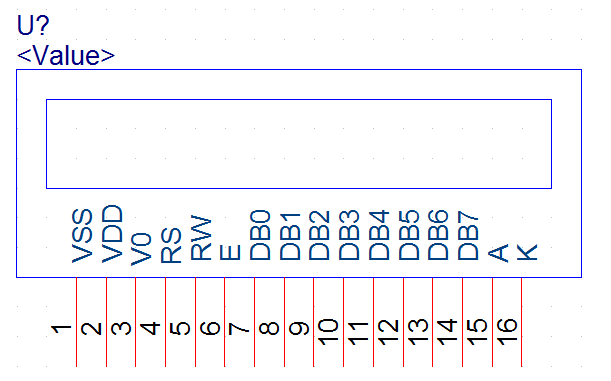 U?
<Value>
VSS VDD V0 RS RW E DB0 DB1 DB2 DB3 DB4 DB5 DB6 DB7 A K
1 2 3 4 5 6 7 8 9 10 11 12 13 14 15 16